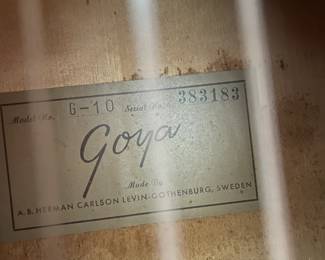 Model No. G-10 Serial No. 383183
Goya
Made By
A.B. HERMAN CARLSON LEVIN-GOTHENBURG, SWEDEN